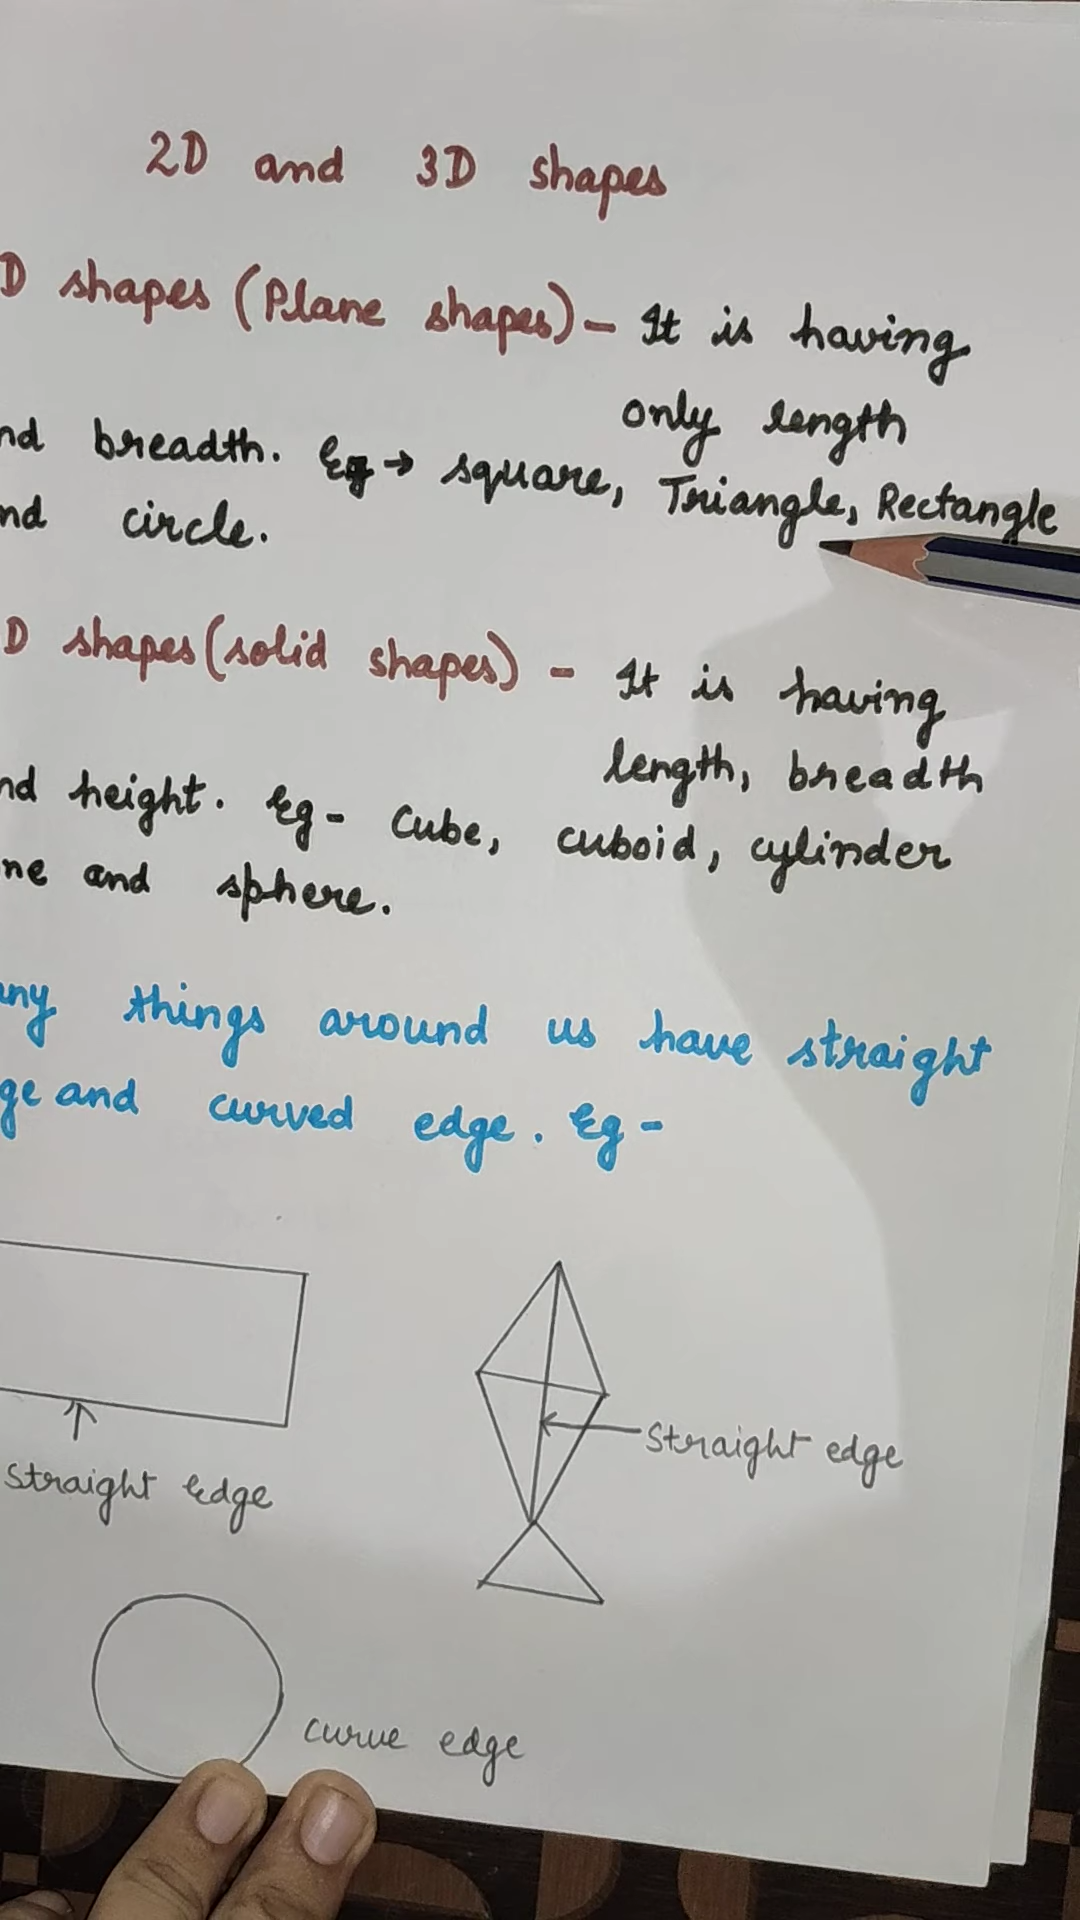 2D and 3D shapes
D shapes (Plane shapes) - It is having
only length
nd breadth. Eg → square, Triangle, Rectangle
nd circle.
D shapes (solid shapes) - It is having
length, breadth
nd height. Eg - Cube, cuboid, cylinder
ne and sphere.
any things around us have straight
ge and curved edge. Eg -
straight edge
straight Edge
curve edge